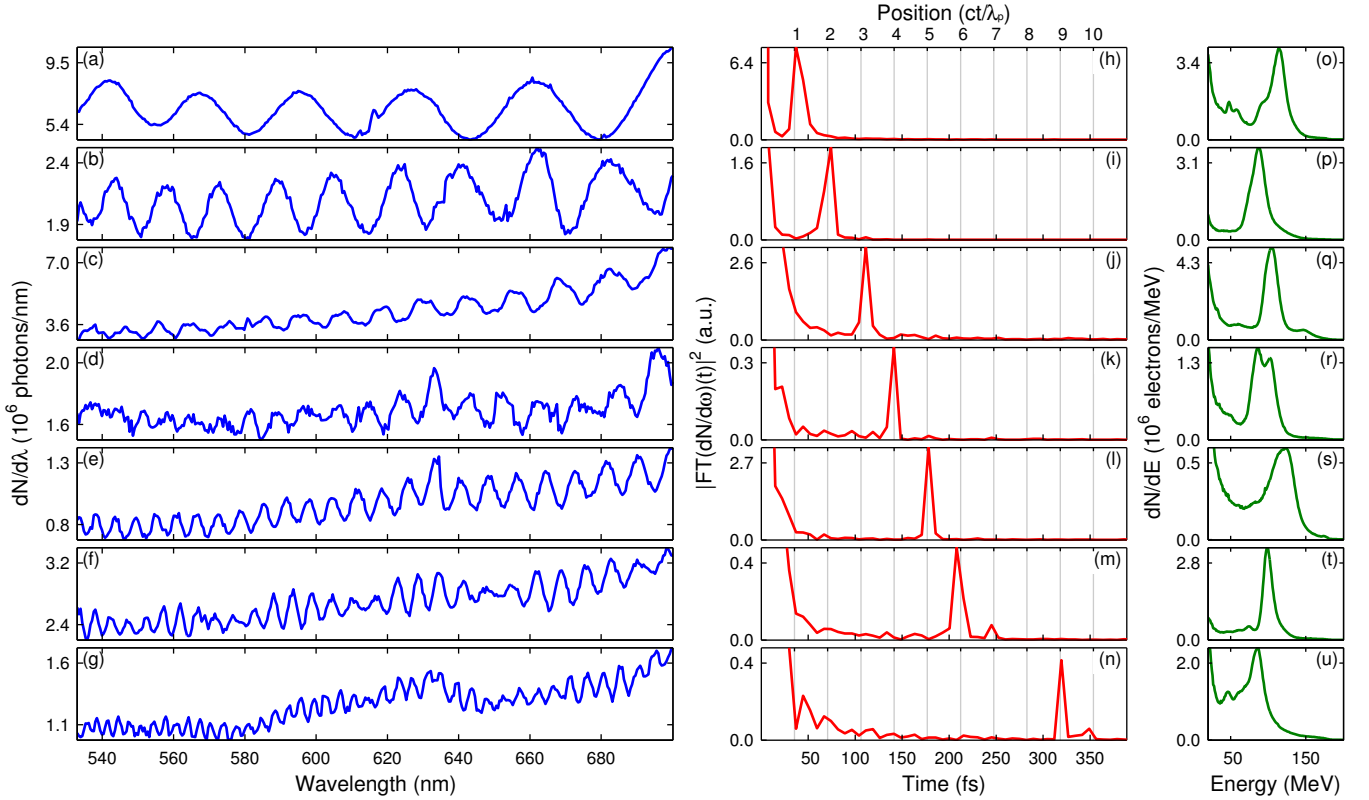 Position (ct/λₚ)
1 2 3 4 5 6 7 8 9 10
(a) 9.5 5.4
(h) 6.4 0.0
(o) 3.4 0.0
(b) 2.4 1.9
(i) 1.6 0.0
(p) 3.1 0.0
(c) 7.0 3.6
(j) 2.6 0.0
(q) 4.3 0.0
(d) 2.0 1.6
(k) 0.3 0.0
(r) 1.3 0.0
(e) 1.3 0.8
(l) 2.7 0.0
(s) 0.5 0.0
(f) 3.2 2.4
(m) 0.4 0.0
(t) 2.8 0.0
(g) 1.6 1.1
(n) 0.4 0.0
(u) 2.0 0.0
dN/dλ (10⁶ photons/nm)
|FT(dN/dω)(t)|² (a.u.)
dN/dE (10⁶ electrons/MeV)
540 560 580 600 620 640 660 680
50 100 150 200 250 300 350
50 150
Wavelength (nm)
Time (fs)
Energy (MeV)